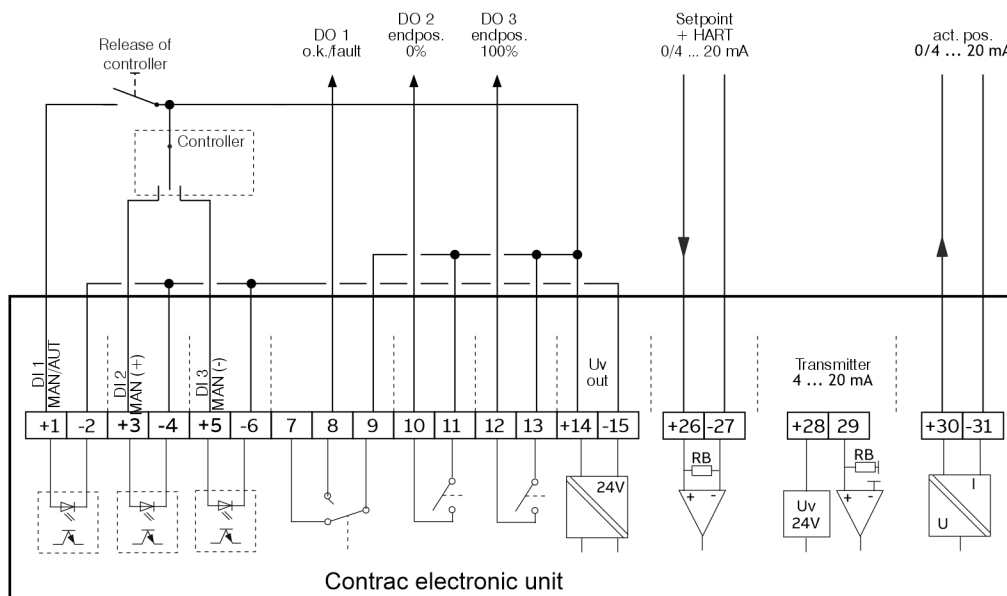 Release of
controller
DO 1
o.k./fault
DO 2
endpos.
0%
DO 3
endpos.
100%
Setpoint
+ HART
0/4 ... 20 mA
act. pos.
0/4 ... 20 mA
Controller
DI 1
MAN/AUT
DI 2
MAN (+)
DI 3
MAN (-)
Uv
out
Transmitter
4 ... 20 mA
+1 -2 +3 -4 +5 -6 7 8 9 10 11 12 13 +14 -15 +26 -27 +28 29 +30 -31
RB
+ -
24V
Uv
24V
RB
+ -
I
U
Contrac electronic unit